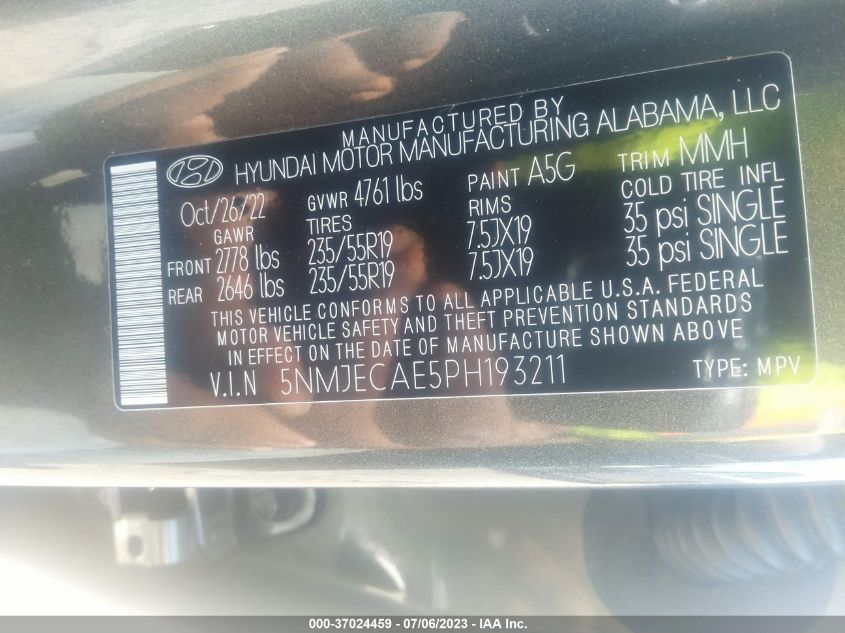 MANUFACTURED BY
HYUNDAI MOTOR MANUFACTURING ALABAMA, LLC
Oct/26/22 GVWR 4761 lbs PAINT A5G TRIM MMH
GAWR TIRES RIMS COLD TIRE INFL
FRONT 2778 lbs 235/55R19 7.5JX19 35 psi SINGLE
REAR 2646 lbs 235/55R19 7.5JX19 35 psi SINGLE
THIS VEHICLE CONFORMS TO ALL APPLICABLE U.S.A. FEDERAL
MOTOR VEHICLE SAFETY AND THEFT PREVENTION STANDARDS
IN EFFECT ON THE DATE OF MANUFACTURE SHOWN ABOVE
V.I.N 5NMJECAE5PH193211 TYPE: MPV
000-37024459 - 07/06/2023 - IAA Inc.